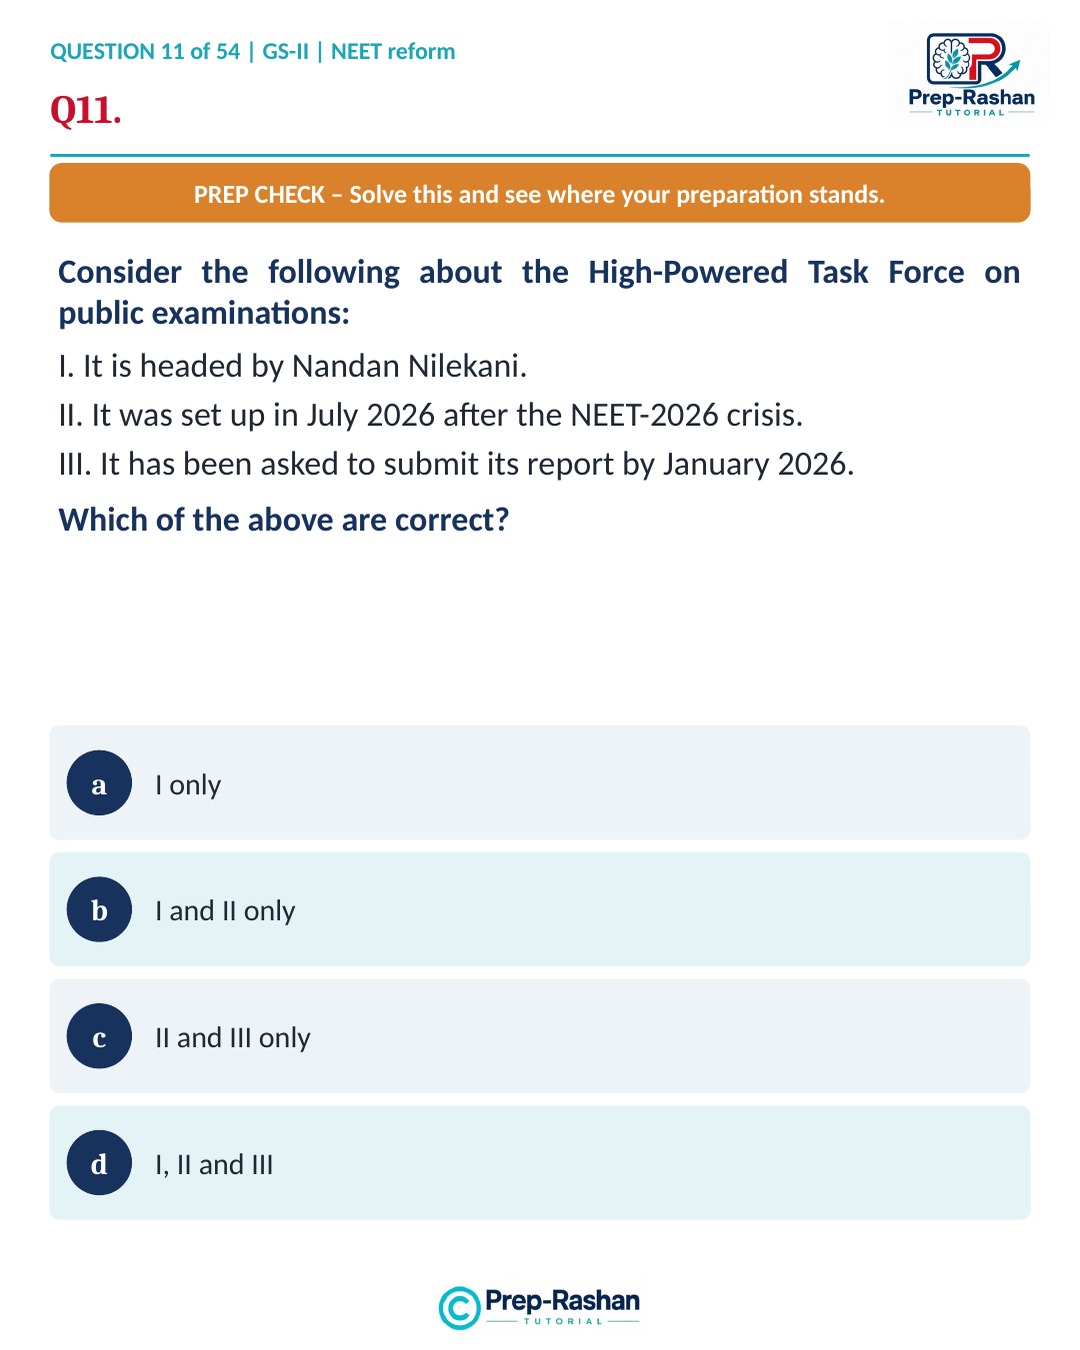 QUESTION 11 of 54 | GS-II | NEET reform
Q11.
Prep-Rashan
TUTORIAL
PREP CHECK – Solve this and see where your preparation stands.
Consider the following about the High-Powered Task Force on
public examinations:
I. It is headed by Nandan Nilekani.
II. It was set up in July 2026 after the NEET-2026 crisis.
III. It has been asked to submit its report by January 2026.
Which of the above are correct?
a I only
b I and II only
c II and III only
d I, II and III
© Prep-Rashan
TUTORIAL